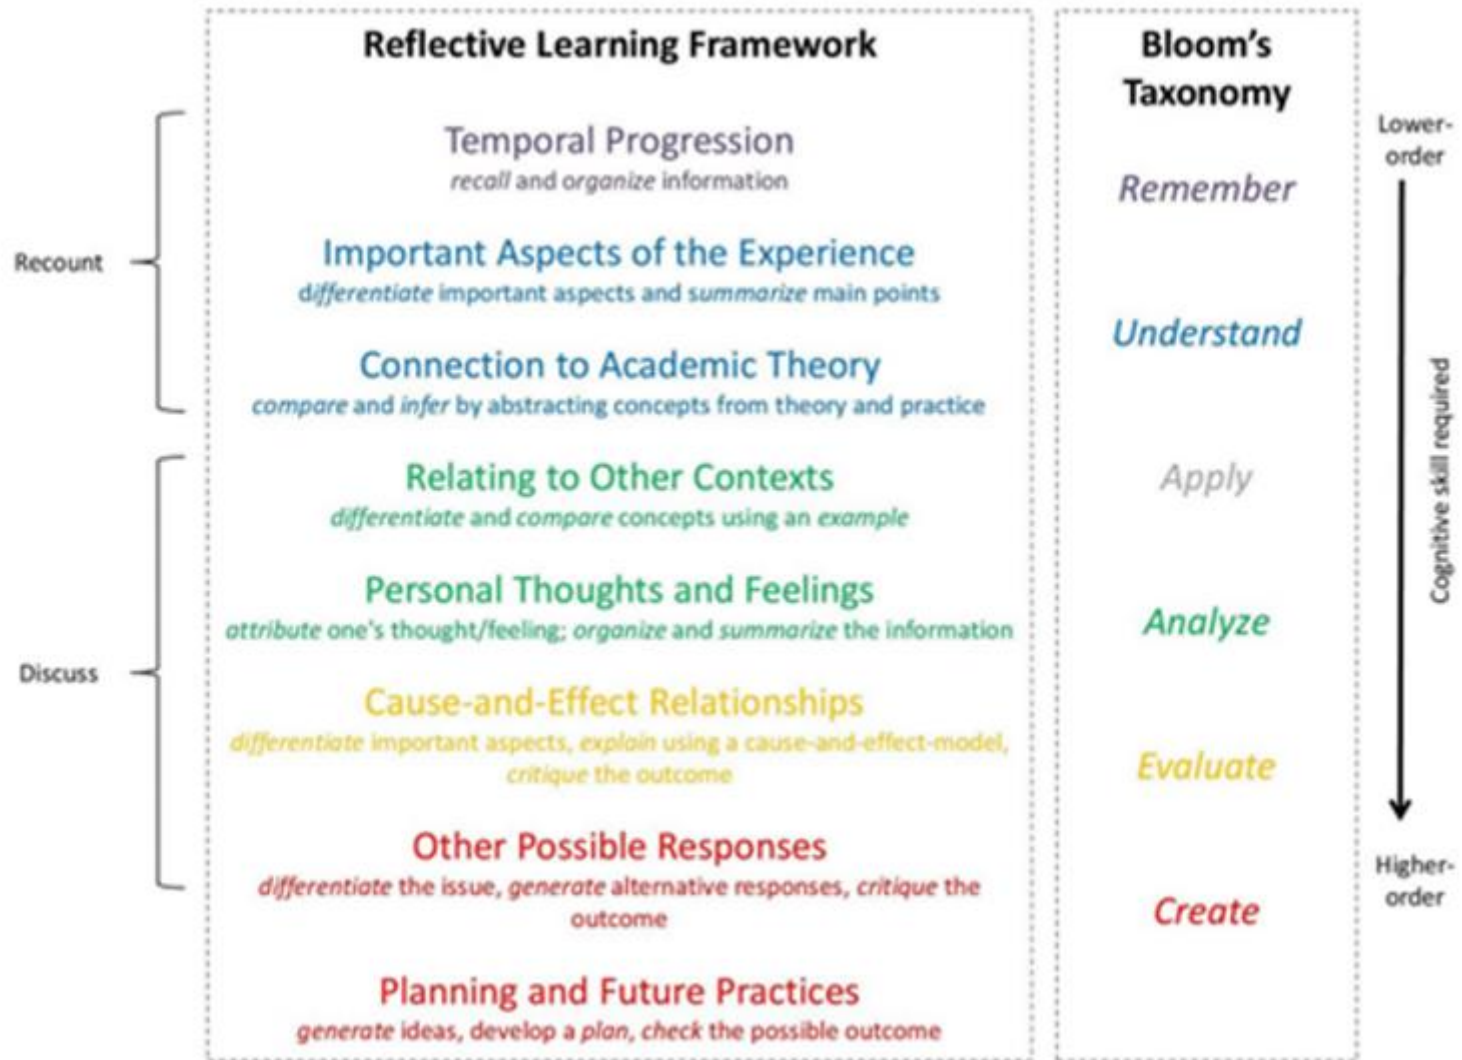 Reflective Learning Framework
Bloom's
Taxonomy
Recount
Temporal Progression
recall and organize information
Important Aspects of the Experience
differentiate important aspects and summarize main points
Connection to Academic Theory
compare and infer by abstracting concepts from theory and practice
Discuss
Relating to Other Contexts
differentiate and compare concepts using an example
Personal Thoughts and Feelings
attribute one's thought/feeling; organize and summarize the information
Cause-and-Effect Relationships
differentiate important aspects, explain using a cause-and-effect-model,
critique the outcome
Other Possible Responses
differentiate the issue, generate alternative responses, critique the
outcome
Planning and Future Practices
generate ideas, develop a plan, check the possible outcome
Remember
Understand
Apply
Analyze
Evaluate
Create
Lower-
order
Cognitive skill required
Higher-
order